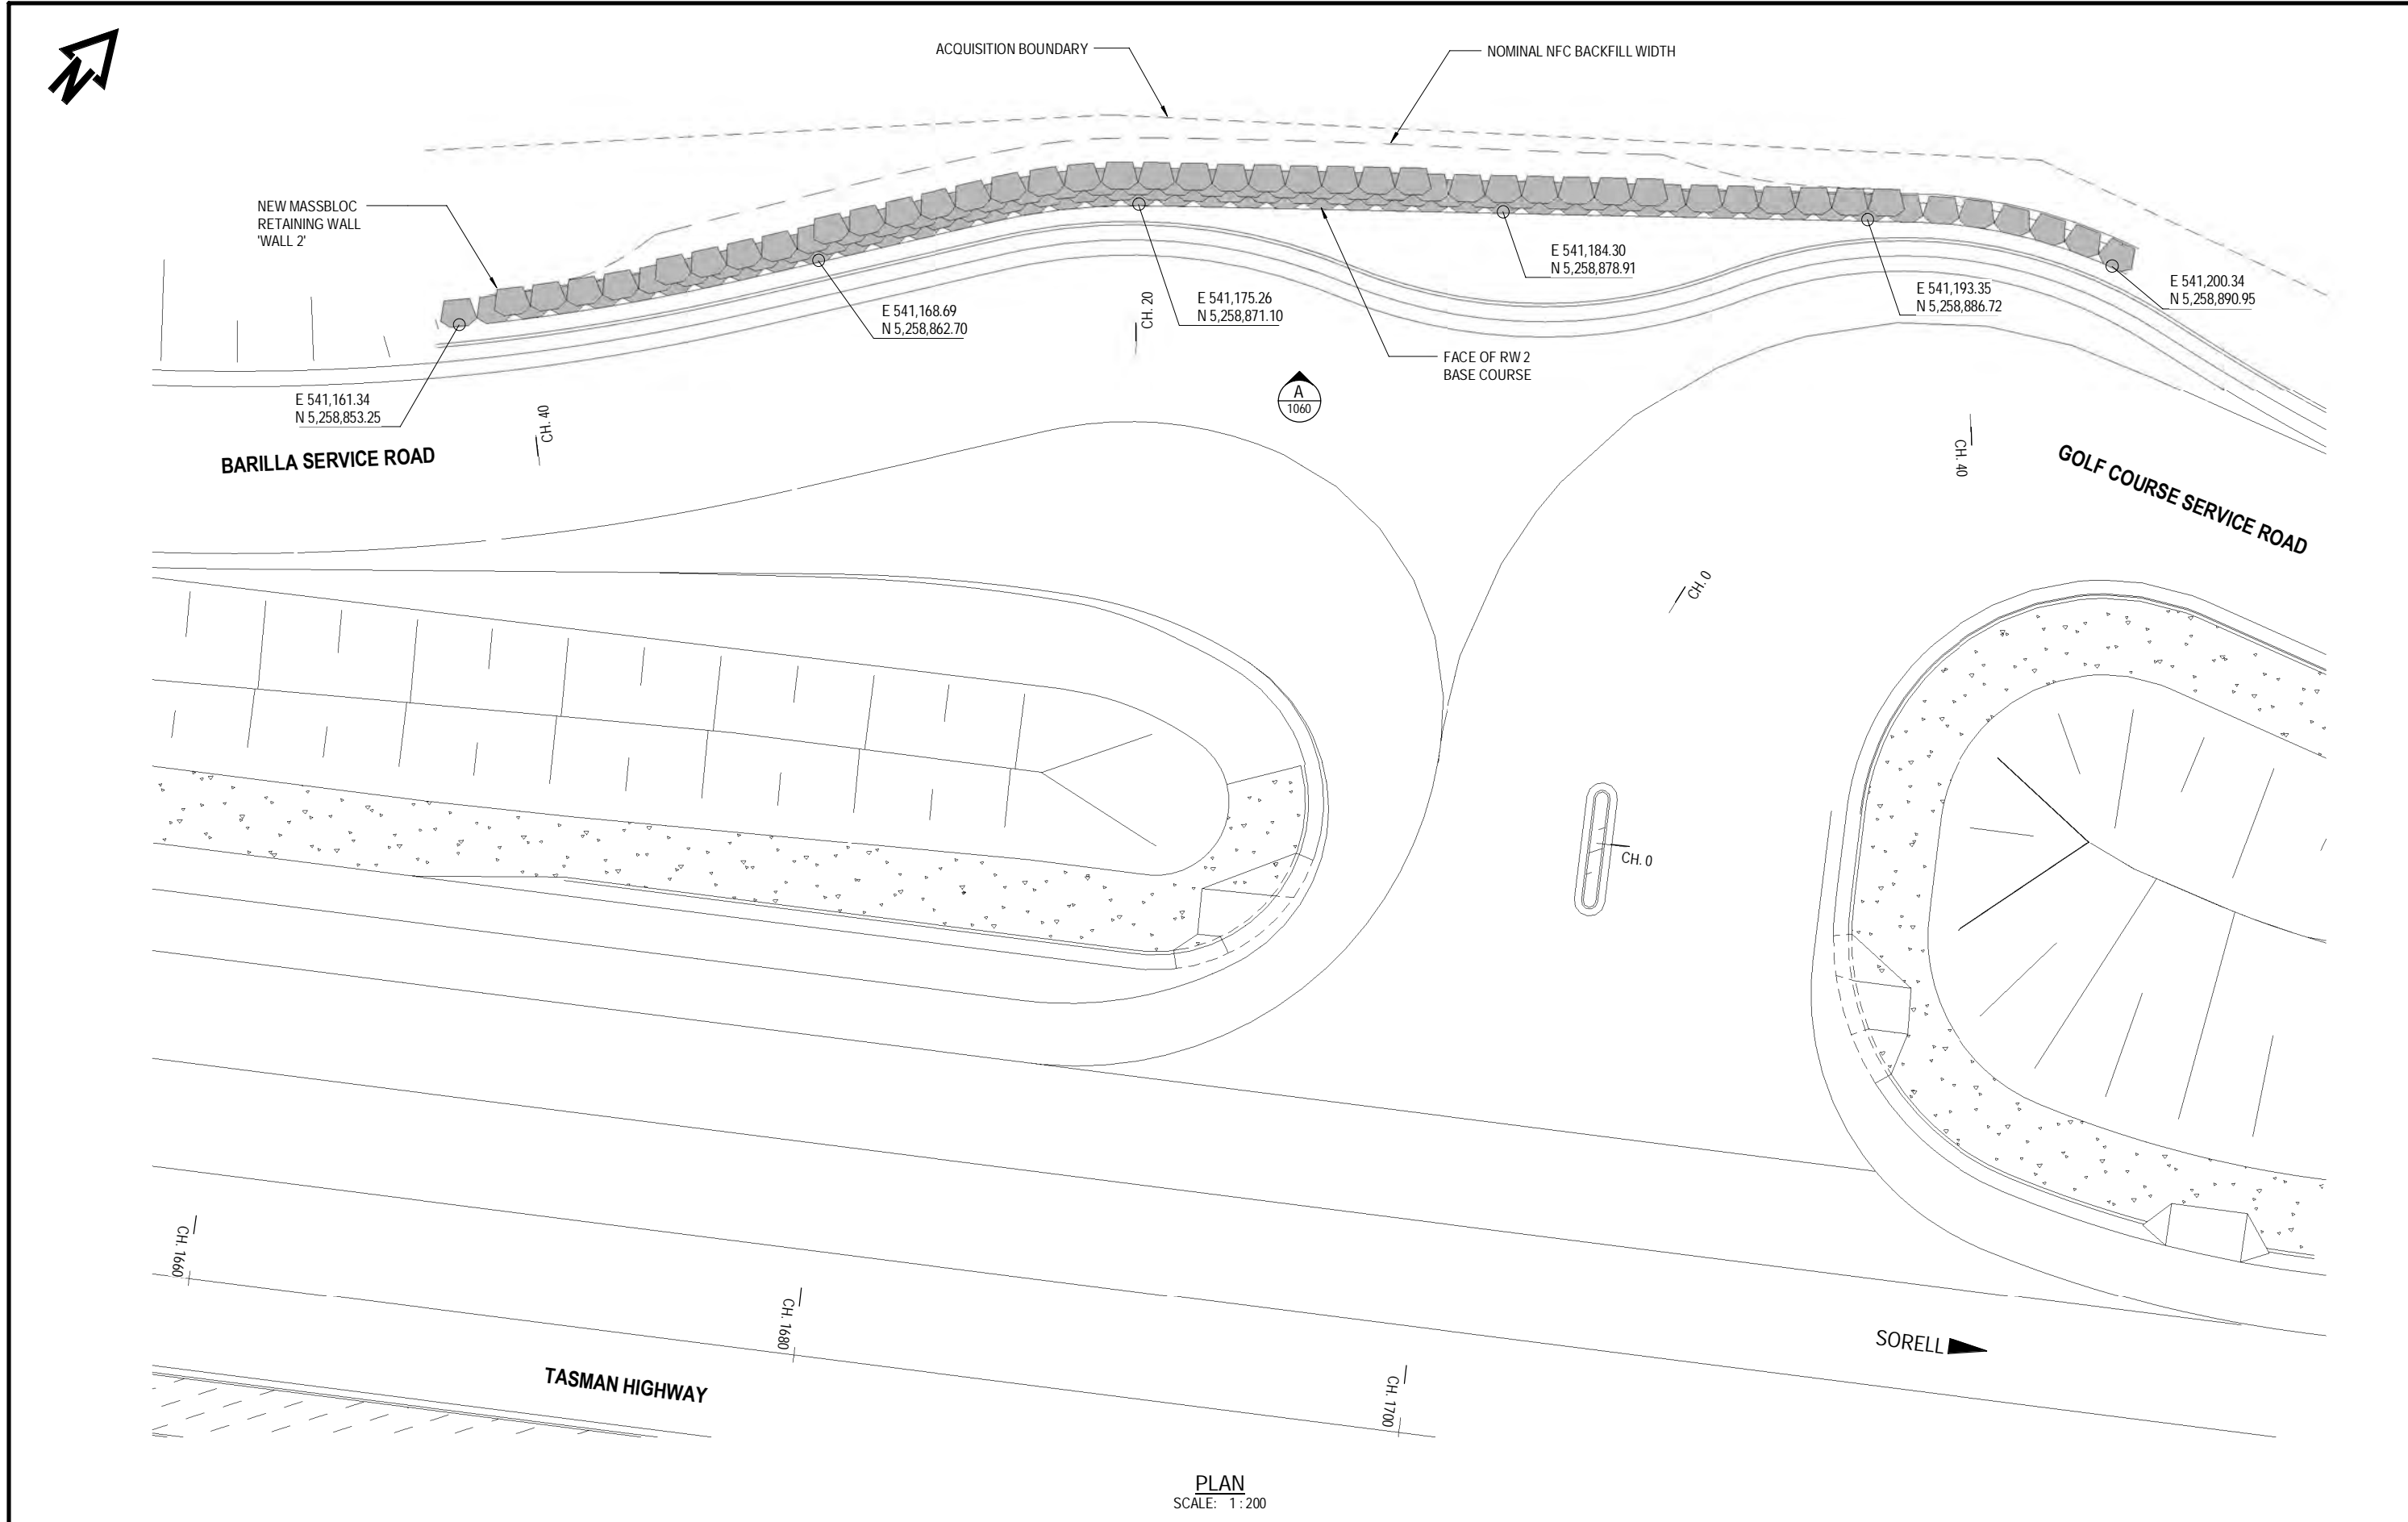 N
ACQUISITION BOUNDARY
NOMINAL NFC BACKFILL WIDTH
NEW MASSBLOC
RETAINING WALL
'WALL 2'
E 541,184.30
N 5,258,878.91
E 541,200.34
N 5,258,890.95
E 541,193.35
N 5,258,886.72
E 541,175.26
N 5,258,871.10
E 541,168.69
N 5,258,862.70
CH. 20
FACE OF RW 2
BASE COURSE
A
1060
E 541,161.34
N 5,258,853.25
CH. 40
CH. 40
BARILLA SERVICE ROAD
GOLF COURSE SERVICE ROAD
CH. 0
CH. 0
CH. 1660
CH. 1680
CH. 1700
SORELL
TASMAN HIGHWAY
PLAN
SCALE: 1 : 200